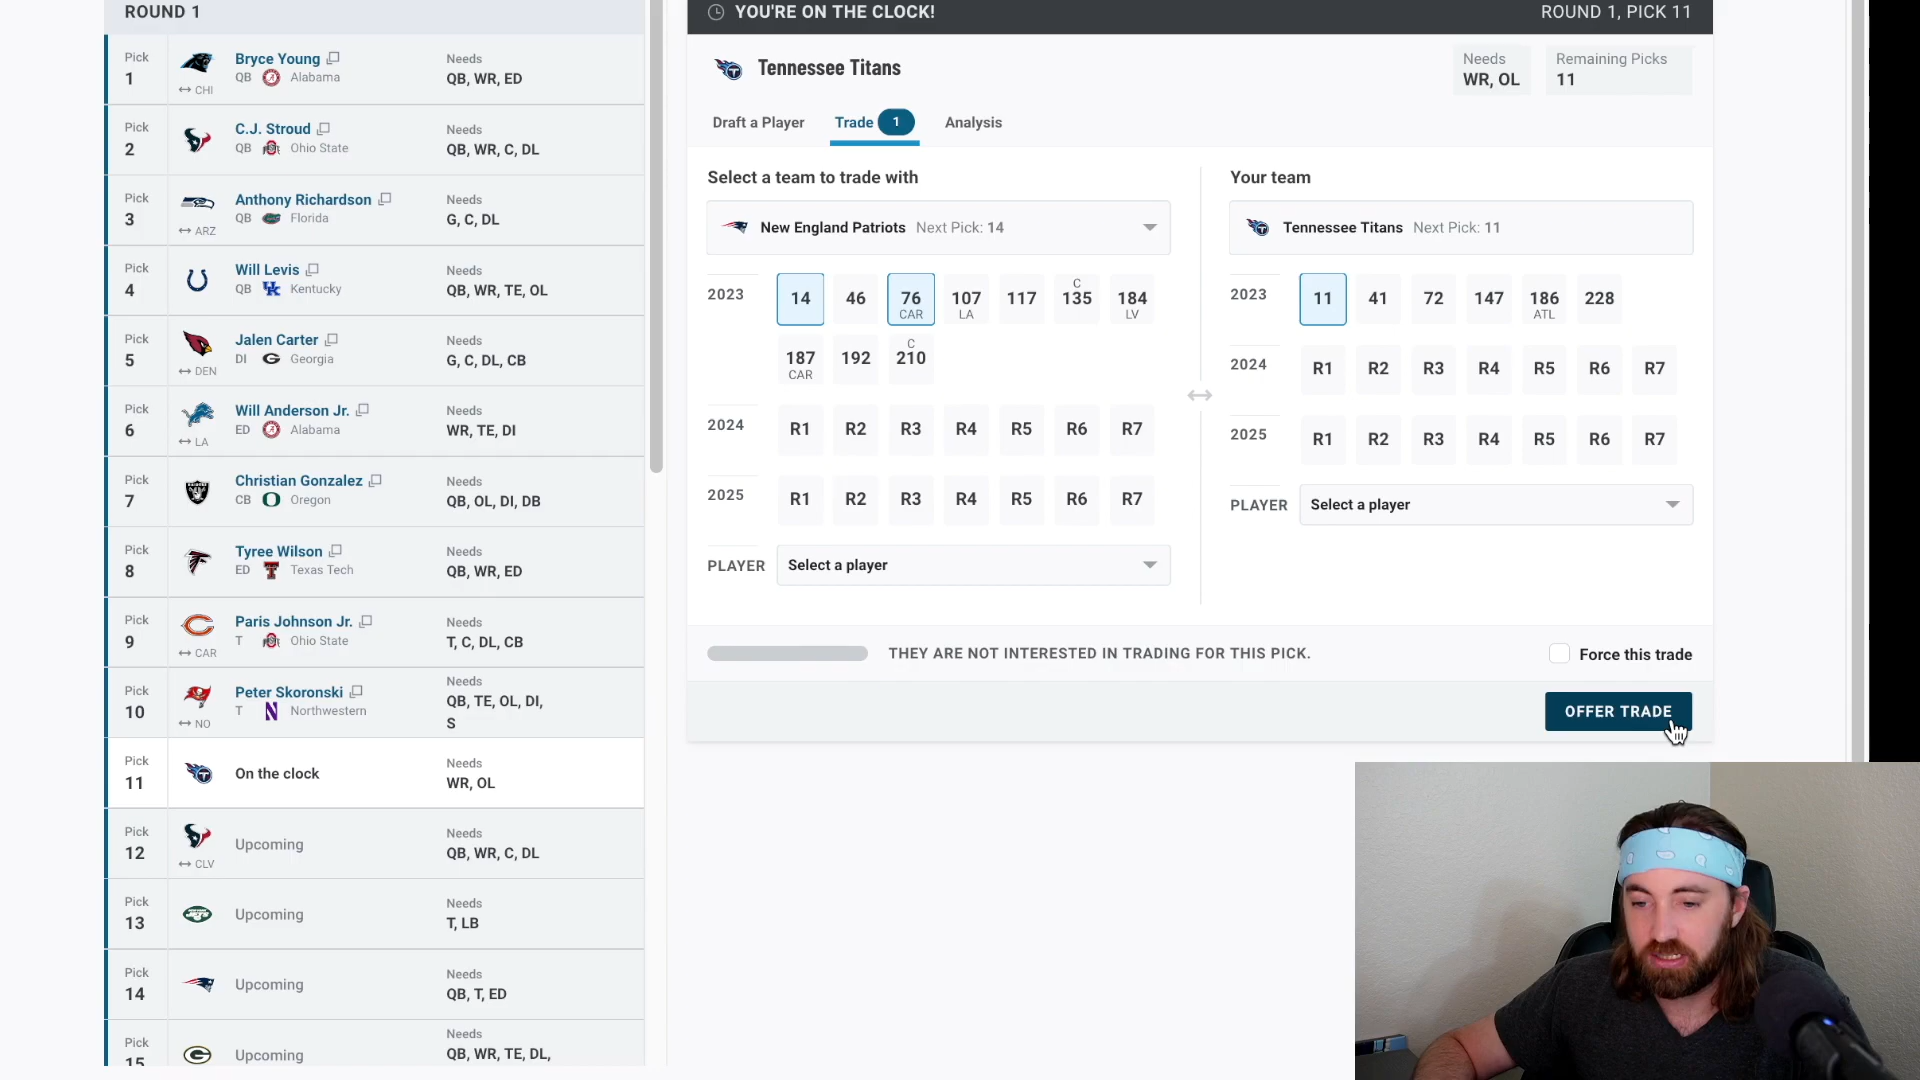 ROUND 1
Pick
1
CHI
Bryce Young
QB Alabama
Needs
QB, WR, ED
Pick
2
C.J. Stroud
QB Ohio State
Needs
QB, WR, C, DL
Pick
3
ARZ
Anthony Richardson
QB Florida
Needs
G, C, DL
Pick
4
Will Levis
QB Kentucky
Needs
QB, WR, TE, OL
Pick
5
DEN
Jalen Carter
DI Georgia
Needs
G, C, DL, CB
Pick
6
LA
Will Anderson Jr.
ED Alabama
Needs
WR, TE, DI
Pick
7
Christian Gonzalez
CB Oregon
Needs
QB, OL, DI, DB
Pick
8
Tyree Wilson
ED Texas Tech
Needs
QB, WR, ED
Pick
9
CAR
Paris Johnson Jr.
T Ohio State
Needs
T, C, DL, CB
Pick
10
NO
Peter Skoronski
T Northwestern
Needs
QB, TE, OL, DI,
S
Pick
11
On the clock
Needs
WR, OL
Pick
12
CLV
Upcoming
Needs
QB, WR, C, DL
Pick
13
Upcoming
Needs
T, LB
Pick
14
Upcoming
Needs
QB, T, ED
Pick
15
Upcoming
Needs
QB, WR, TE, DL,
YOU'RE ON THE CLOCK!
ROUND 1, PICK 11
Tennessee Titans
Needs
WR, OL
Remaining Picks
11
Draft a Player Trade 1 Analysis
Select a team to trade with
New England Patriots Next Pick: 14
2023 14 46 76 CAR 107 LA 117 C 135 184 LV
187 CAR 192 C 210
2024 R1 R2 R3 R4 R5 R6 R7
2025 R1 R2 R3 R4 R5 R6 R7
PLAYER Select a player
Your team
Tennessee Titans Next Pick: 11
2023 11 41 72 147 186 ATL 228
2024 R1 R2 R3 R4 R5 R6 R7
2025 R1 R2 R3 R4 R5 R6 R7
PLAYER Select a player
THEY ARE NOT INTERESTED IN TRADING FOR THIS PICK.
Force this trade
OFFER TRADE